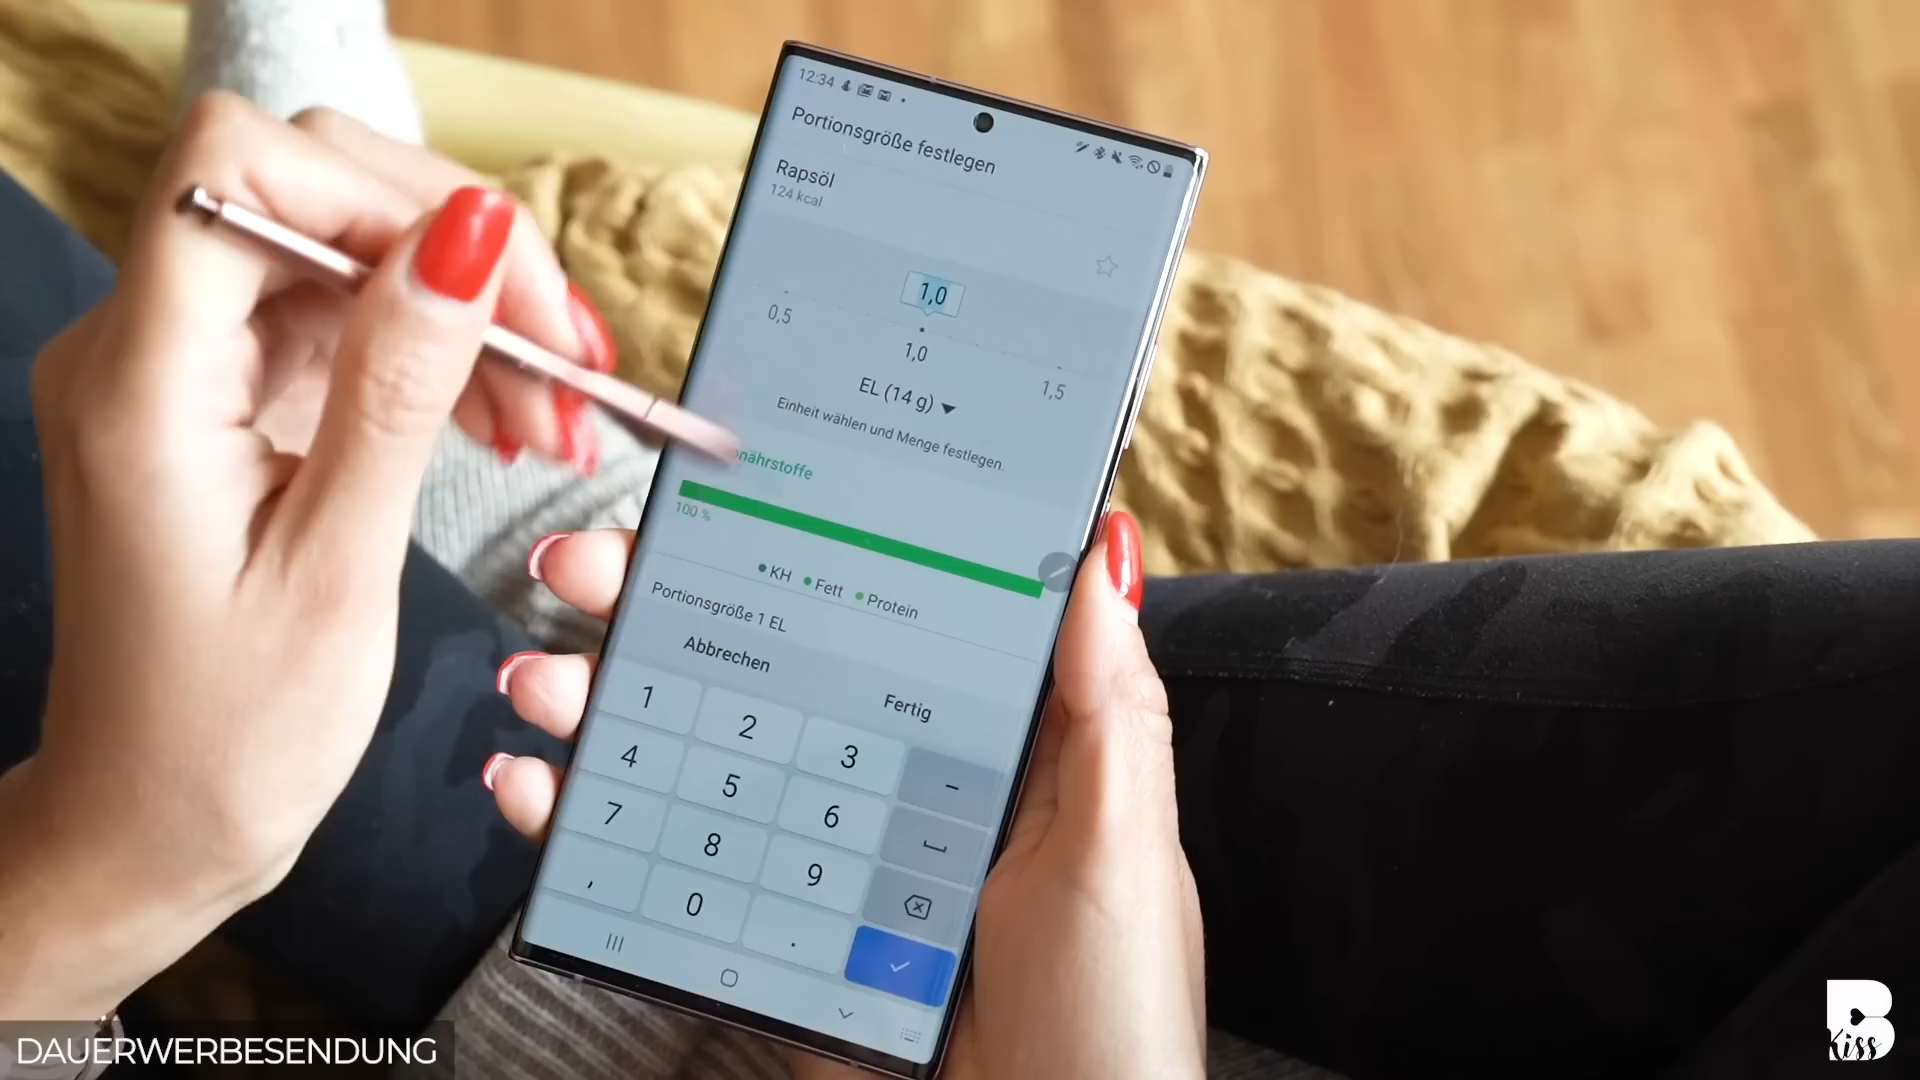 12:34
Portionsgröße festlegen
Rapsöl
124 kcal
1,0
0,5
1,0
1,5
EL (14 g)
Einheit wählen und Menge festlegen.
onährstoffe
100 %
KH Fett Protein
Portionsgröße 1 EL
Abbrechen Fertig
1 2 3 -
4 5 6
7 8 9
, 0 .
DAUERWERBESENDUNG
B
Kiss